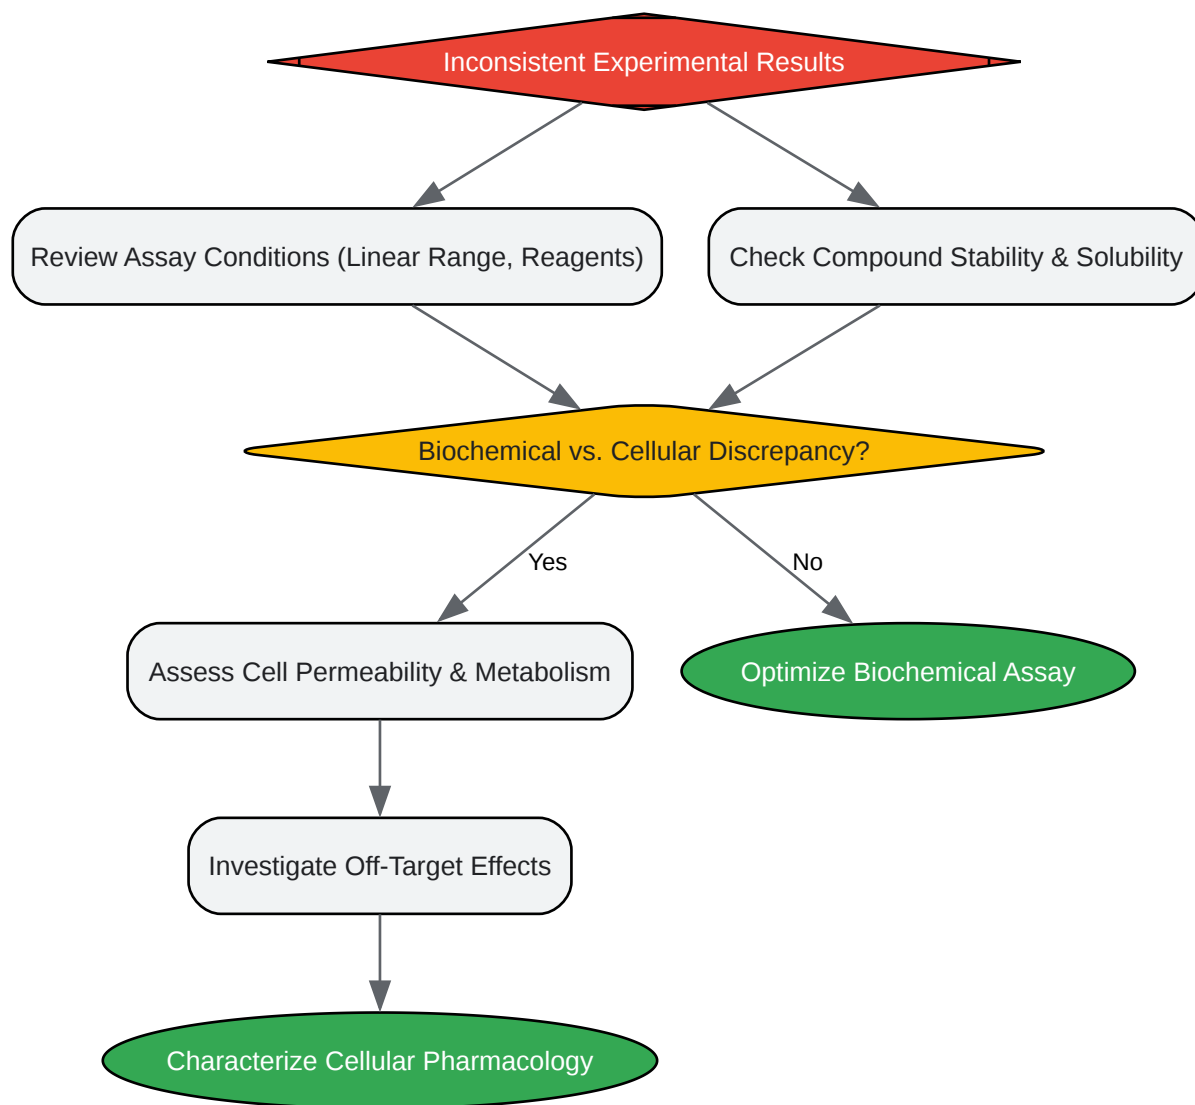 Inconsistent Experimental Results
Review Assay Conditions (Linear Range, Reagents)
Check Compound Stability & Solubility
Biochemical vs. Cellular Discrepancy?
Yes
No
Assess Cell Permeability & Metabolism
Optimize Biochemical Assay
Investigate Off-Target Effects
Characterize Cellular Pharmacology